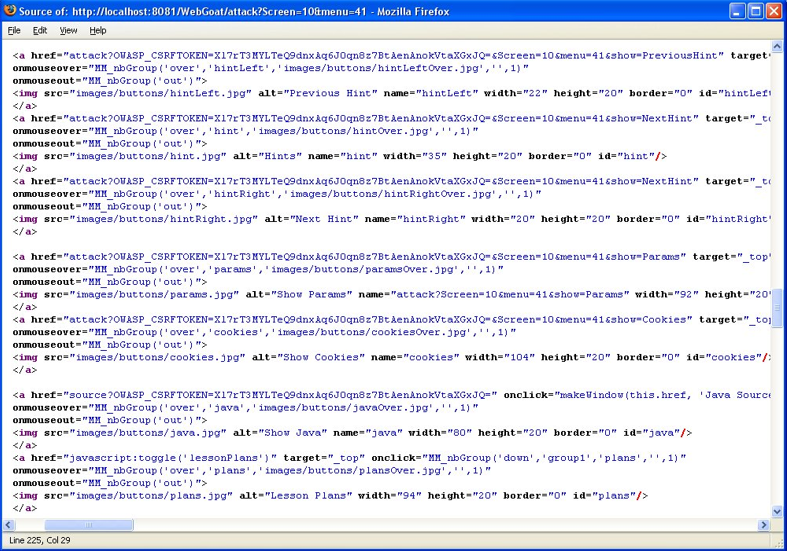 Source of: http://localhost:8081/WebGoat/attack?Screen=10&menu=41 - Mozilla Firefox
File Edit View Help
<a href="attack?OWASP_CSRFTOKEN=X17rT3MYLTeQ9dnxAq6JOqn8z7BtAenAnokVtaXGxJQ=&Screen=10&menu=41&show=PreviousHint" target=
onmouseover="MM_nbGroup('over','hintLeft','images/buttons/hintLeftOver.jpg','',1)"
onmouseout="MM_nbGroup('out')">
<img src="images/buttons/hintLeft.jpg" alt="Previous Hint" name="hintLeft" width="22" height="20" border="0" id="hintLef
</a>
<a href="attack?OWASP_CSRFTOKEN=X17rT3MYLTeQ9dnxAq6JOqn8z7BtAenAnokVtaXGxJQ=&Screen=10&menu=41&show=NextHint" target="_to
onmouseover="MM_nbGroup('over','hint','images/buttons/hintOver.jpg','',1)"
onmouseout="MM_nbGroup('out')">
<img src="images/buttons/hint.jpg" alt="Hints" name="hint" width="35" height="20" border="0" id="hint"/>
</a>
<a href="attack?OWASP_CSRFTOKEN=X17rT3MYLTeQ9dnxAq6JOqn8z7BtAenAnokVtaXGxJQ=&Screen=10&menu=41&show=NextHint" target="_to
onmouseover="MM_nbGroup('over','hintRight','images/buttons/hintRightOver.jpg','',1)"
onmouseout="MM_nbGroup('out')">
<img src="images/buttons/hintRight.jpg" alt="Next Hint" name="hintRight" width="20" height="20" border="0" id="hintRight"
</a>
<a href="attack?OWASP_CSRFTOKEN=X17rT3MYLTeQ9dnxAq6JOqn8z7BtAenAnokVtaXGxJQ=&Screen=10&menu=41&show=Params" target="_top"
onmouseover="MM_nbGroup('over','params','images/buttons/paramsOver.jpg','',1)"
onmouseout="MM_nbGroup('out')">
<img src="images/buttons/params.jpg" alt="Show Params" name="attack?Screen=10&menu=41&show=Params" width="92" height="20"
</a>
<a href="attack?OWASP_CSRFTOKEN=X17rT3MYLTeQ9dnxAq6JOqn8z7BtAenAnokVtaXGxJQ=&Screen=10&menu=41&show=Cookies" target="_top
onmouseover="MM_nbGroup('over','cookies','images/buttons/cookiesOver.jpg','',1)"
onmouseout="MM_nbGroup('out')">
<img src="images/buttons/cookies.jpg" alt="Show Cookies" name="cookies" width="104" height="20" border="0" id="cookies"/>
</a>
<a href="source?OWASP_CSRFTOKEN=X17rT3MYLTeQ9dnxAq6JOqn8z7BtAenAnokVtaXGxJQ=" onclick="makeWindow(this.href, 'Java Source
onmouseover="MM_nbGroup('over','java','images/buttons/javaOver.jpg','',1)"
onmouseout="MM_nbGroup('out')">
<img src="images/buttons/java.jpg" alt="Show Java" name="java" width="80" height="20" border="0" id="java"/>
</a>
<a href="javascript:toggle('lessonPlans')" target="_top" onclick="MM_nbGroup('down','group1','plans','',1)"
onmouseover="MM_nbGroup('over','plans','images/buttons/plansOver.jpg','',1)"
onmouseout="MM_nbGroup('out')">
<img src="images/buttons/plans.jpg" alt="Lesson Plans" width="94" height="20" border="0" id="plans"/>
</a>
Line 225, Col 29